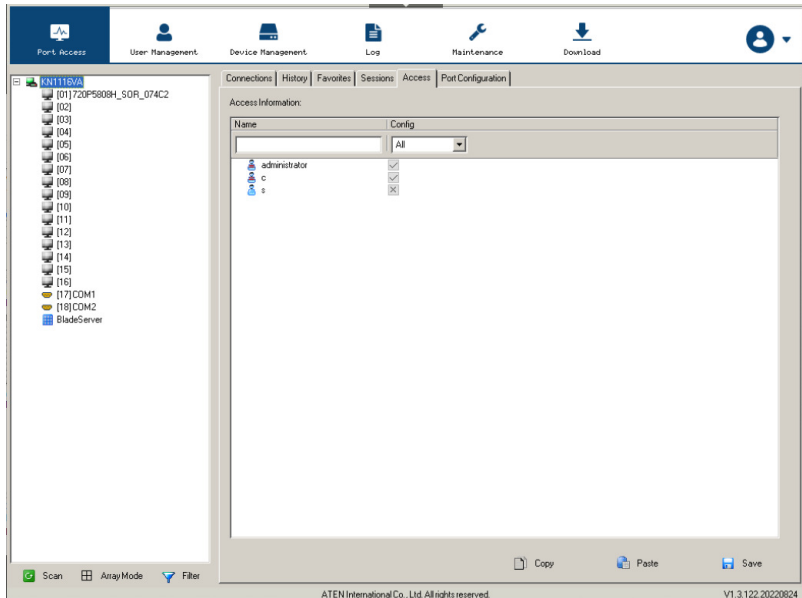 Port Access User Management Device Management Log Maintenance Download
KN1116VA
[01]720P5808H_SOR_074C2
[02]
[03]
[04]
[05]
[06]
[07]
[08]
[09]
[10]
[11]
[12]
[13]
[14]
[15]
[16]
[17]COM1
[18]COM2
BladeServer
Scan Array Mode Filter
Connections History Favorites Sessions Access Port Configuration
Access Information:
Name Config
All
administrator
c
s
Copy Paste Save
ATEN International Co., Ltd. All rights reserved. V1.3.122.20220824